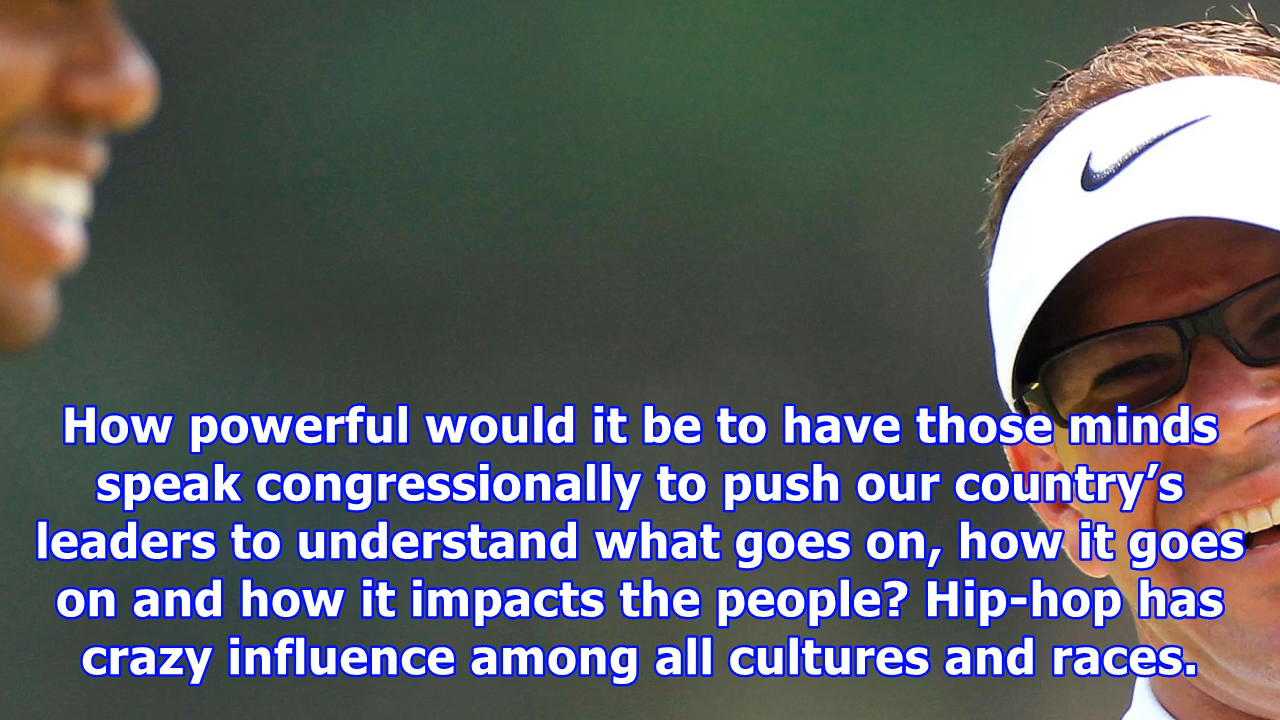 How powerful would it be to have those minds
speak congressionally to push our country’s
leaders to understand what goes on, how it goes
on and how it impacts the people? Hip-hop has
crazy influence among all cultures and races.